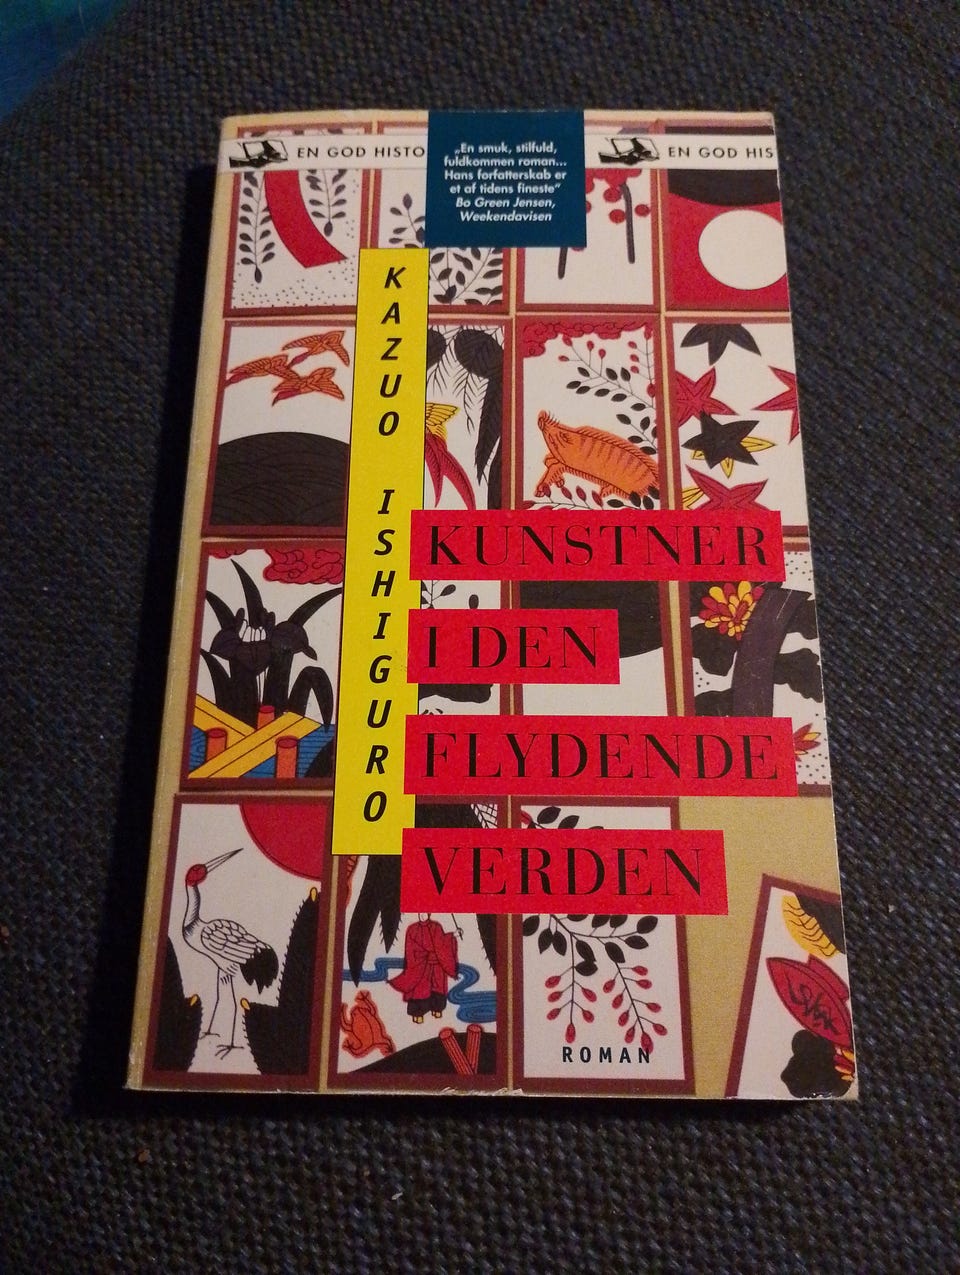 EN GOD HISTO
„En smuk, stilfuld,
fuldkommen roman...
Hans forfatterskab er
et af tidens fineste"
Bo Green Jensen,
Weekendavisen
EN GOD HIS
KAZUO ISHIGURO
KUNSTNER
I DEN
FLYDENDE
VERDEN
ROMAN